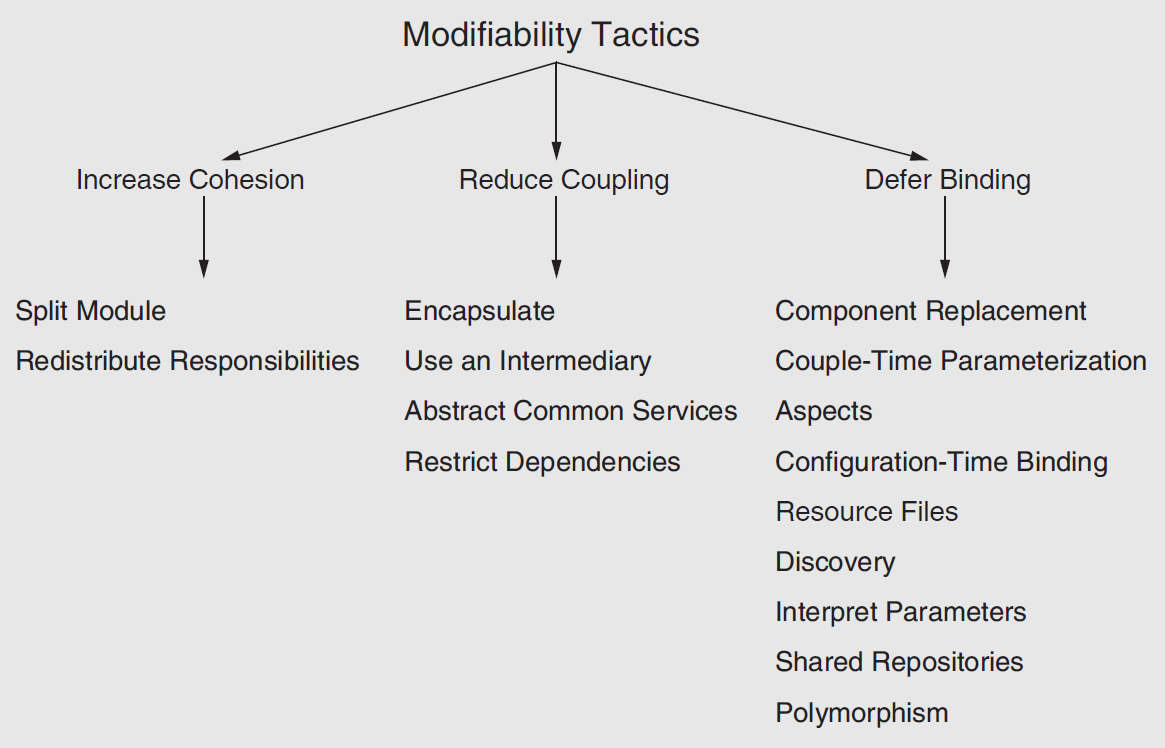 Modifiability Tactics
Increase Cohesion
Reduce Coupling
Defer Binding
Split Module
Redistribute Responsibilities
Encapsulate
Use an Intermediary
Abstract Common Services
Restrict Dependencies
Component Replacement
Couple-Time Parameterization
Aspects
Configuration-Time Binding
Resource Files
Discovery
Interpret Parameters
Shared Repositories
Polymorphism